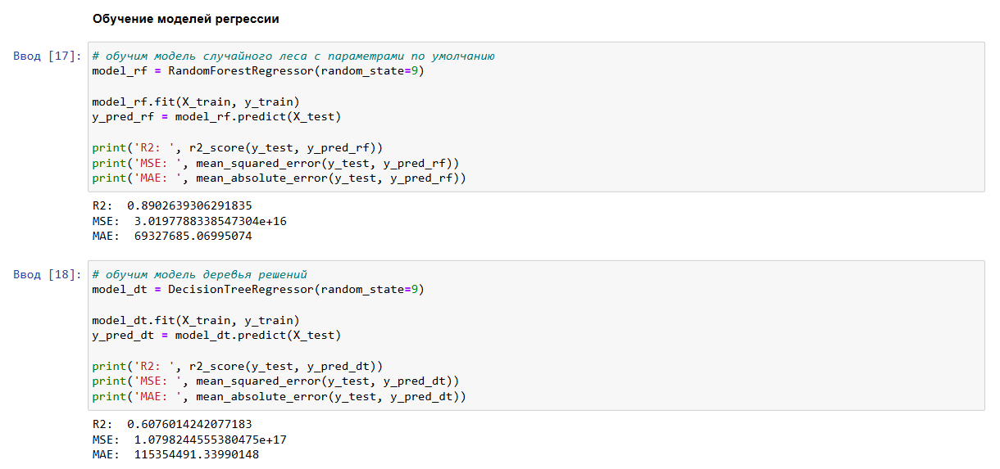 Обучение моделей регрессии
Ввод [17]: # обучим модель случайного леса с параметрами по умолчанию
model_rf = RandomForestRegressor(random_state=9)
model_rf.fit(X_train, y_train)
y_pred_rf = model_rf.predict(X_test)
print('R2: ', r2_score(y_test, y_pred_rf))
print('MSE: ', mean_squared_error(y_test, y_pred_rf))
print('MAE: ', mean_absolute_error(y_test, y_pred_rf))
R2:  0.8902639306291835
MSE:  3.0197788338547304e+16
MAE:  69327685.06995074
Ввод [18]: # обучим модель деревья решений
model_dt = DecisionTreeRegressor(random_state=9)
model_dt.fit(X_train, y_train)
y_pred_dt = model_dt.predict(X_test)
print('R2: ', r2_score(y_test, y_pred_dt))
print('MSE: ', mean_squared_error(y_test, y_pred_dt))
print('MAE: ', mean_absolute_error(y_test, y_pred_dt))
R2:  0.6076014242077183
MSE:  1.0798244555380475e+17
MAE:  115354491.33990148